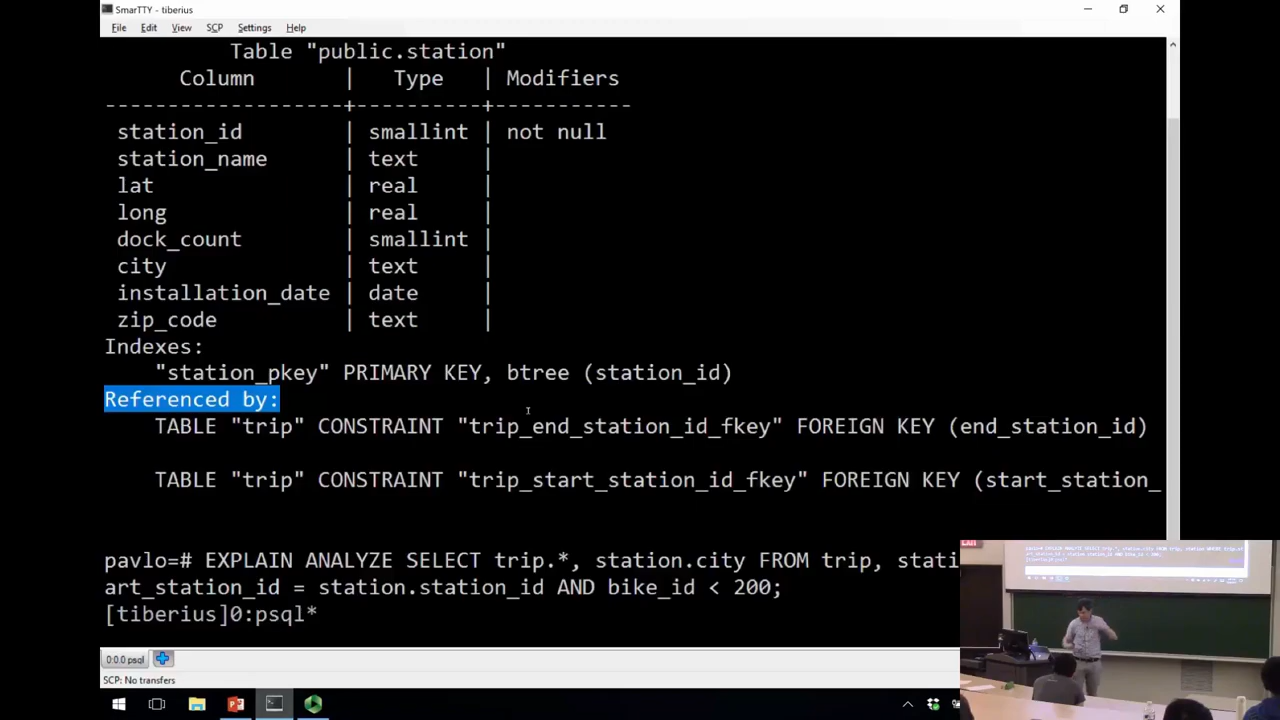 SmarTTY - tiberius
File Edit View SCP Settings Help
Table "public.station"
Column | Type | Modifiers
-------------------+----------+-----------
station_id | smallint | not null
station_name | text |
lat | real |
long | real |
dock_count | smallint |
city | text |
installation_date | date |
zip_code | text |
Indexes:
"station_pkey" PRIMARY KEY, btree (station_id)
Referenced by:
TABLE "trip" CONSTRAINT "trip_end_station_id_fkey" FOREIGN KEY (end_station_id)
TABLE "trip" CONSTRAINT "trip_start_station_id_fkey" FOREIGN KEY (start_station_
pavlo=# EXPLAIN ANALYZE SELECT trip.*, station.city FROM trip, stati
art_station_id = station.station_id AND bike_id < 200;
[tiberius]0:psql*
0:0.0 psql
SCP: No transfers